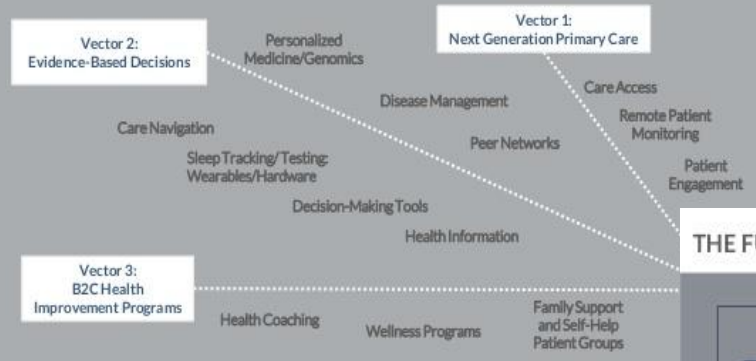 Vector 1:
Next Generation Primary Care
Vector 2:
Evidence-Based Decisions
Personalized
Medicine/Genomics
Care Access
Disease Management
Remote Patient
Monitoring
Care Navigation
Peer Networks
Sleep Tracking/Testing:
Wearables/Hardware
Patient
Engagement
Decision-Making Tools
Health Information
THE
Vector 3:
B2C Health
Improvement Programs
Health Coaching
Wellness Programs
Family Support
and Self-Help
Patient Groups